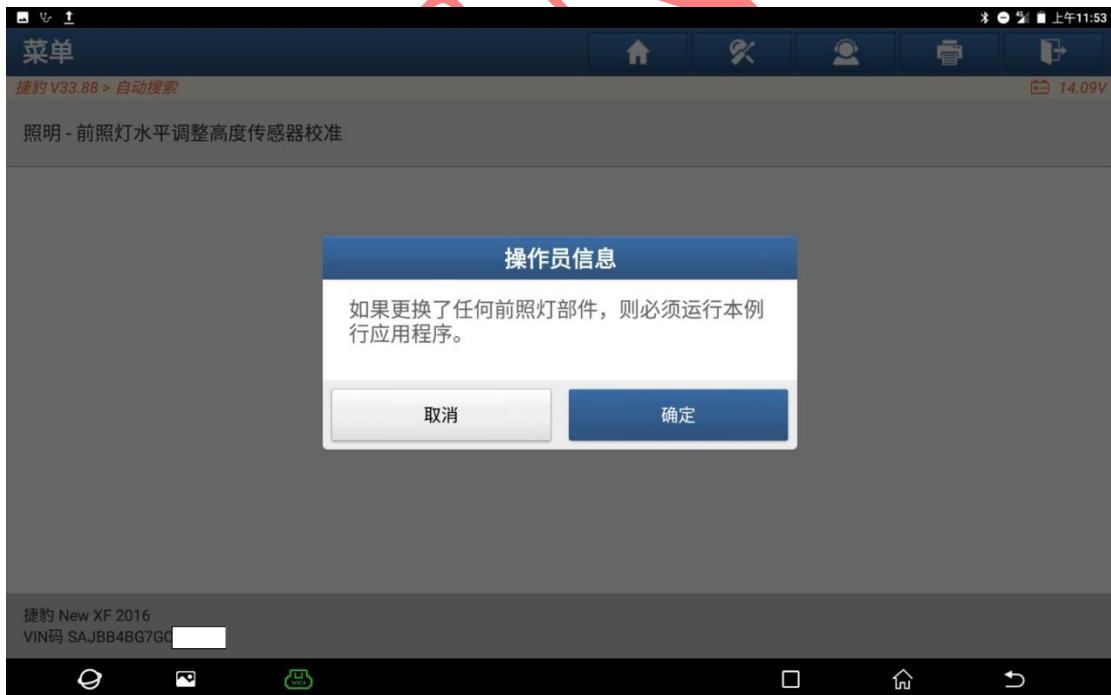 上午11:53
菜单
捷豹 V33.88 > 自动搜索
14.09V
照明 - 前照灯水平调整高度传感器校准
操作员信息
如果更换了任何前照灯部件，则必须运行本例
行应用程序。
取消
确定
捷豹 New XF 2016
VIN码 SAJBB4BG7GC
VCI